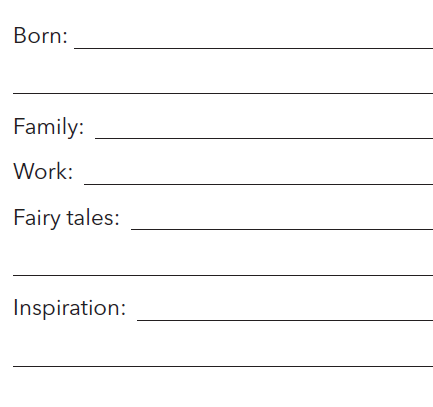 Born:
Family:
Work:
Fairy tales:
Inspiration: